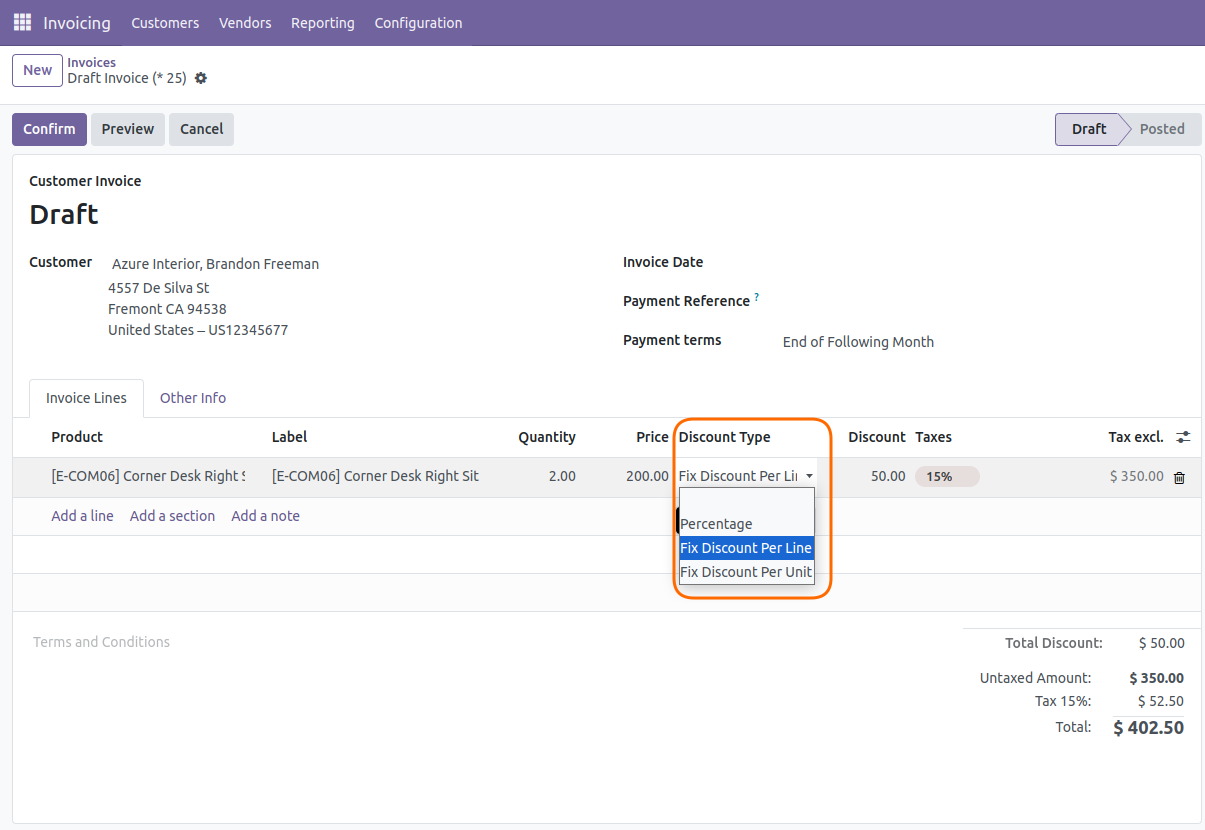 Invoicing Customers Vendors Reporting Configuration
New
Invoices
Draft Invoice (* 25)
Confirm Preview Cancel
Draft Posted
Customer Invoice
Draft
Customer Azure Interior, Brandon Freeman
4557 De Silva St
Fremont CA 94538
United States – US12345677
Invoice Date
Payment Reference ?
Payment terms End of Following Month
Invoice Lines Other Info
Product Label Quantity Price Discount Type Discount Taxes Tax excl.
[E-COM06] Corner Desk Right [E-COM06] Corner Desk Right Sit 2.00 200.00 Fix Discount Per Li 50.00 15% $ 350.00
Add a line Add a section Add a note
Percentage
Fix Discount Per Line
Fix Discount Per Unit
Terms and Conditions
Total Discount: $ 50.00
Untaxed Amount: $ 350.00
Tax 15%: $ 52.50
Total: $ 402.50